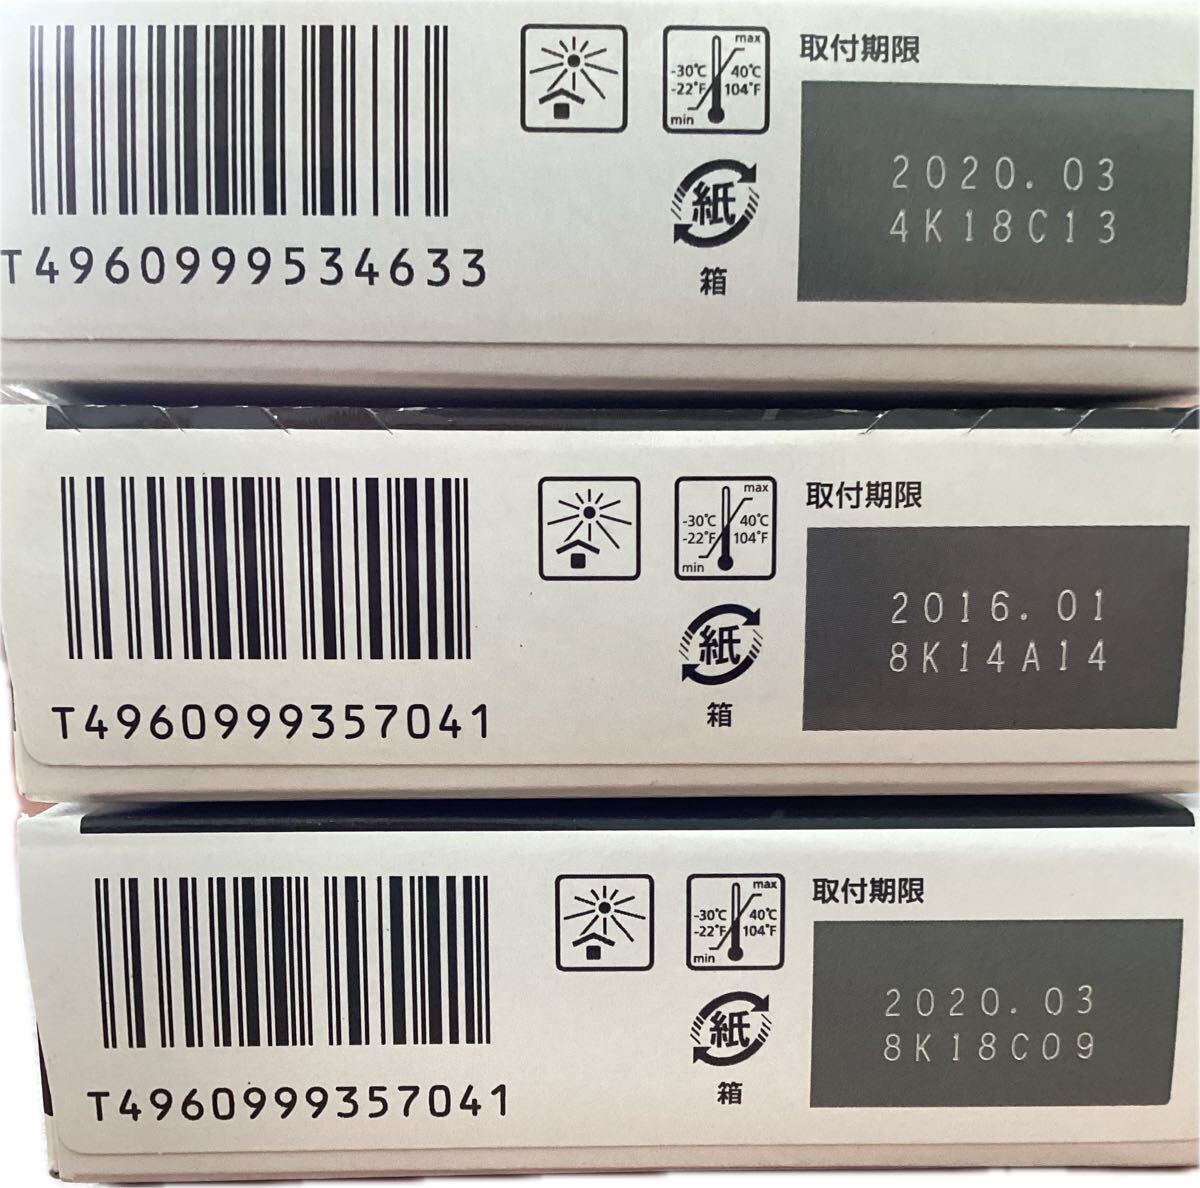 max
-30℃ 40℃
-22°F 104°F
min
取付期限
2020.03
4K18C13
紙
箱
T4960999534633
max
-30℃ 40℃
-22°F 104°F
min
取付期限
2016.01
8K14A14
紙
箱
T4960999357041
max
-30℃ 40℃
-22°F 104°F
min
取付期限
2020.03
8K18C09
紙
箱
T4960999357041